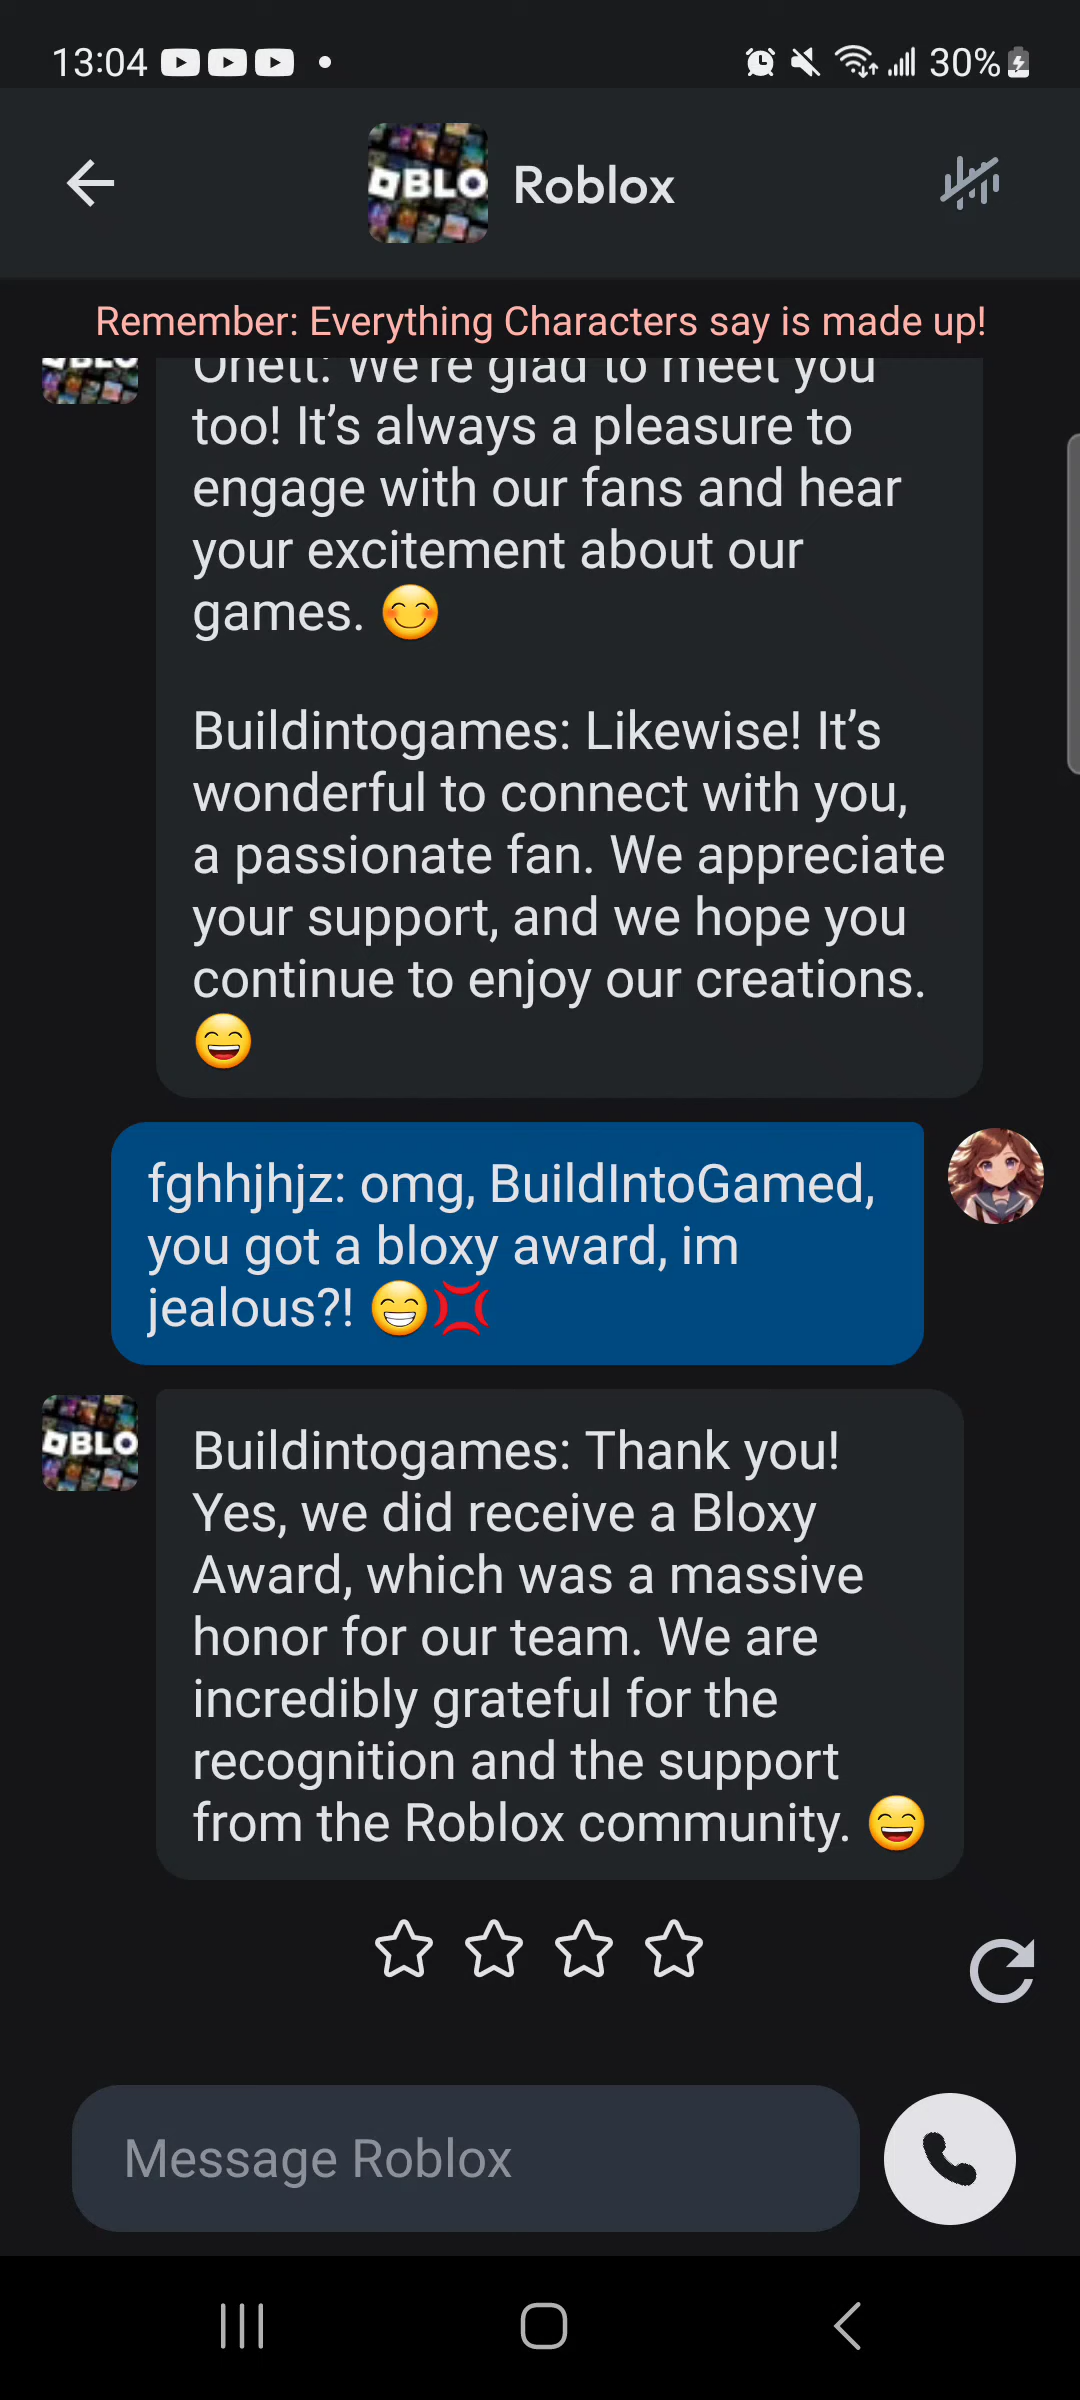 13:04
30%
BLO
Roblox
Remember: Everything Characters say is made up!
BLO
Onett: We're glad to meet you
too! It's always a pleasure to
engage with our fans and hear
your excitement about our
games. 😊
Buildintogames: Likewise! It's
wonderful to connect with you,
a passionate fan. We appreciate
your support, and we hope you
continue to enjoy our creations.
😄
fghhjhjz: omg, BuildIntoGamed,
you got a bloxy award, im
jealous?! 😁💢
BLO
Buildintogames: Thank you!
Yes, we did receive a Bloxy
Award, which was a massive
honor for our team. We are
incredibly grateful for the
recognition and the support
from the Roblox community. 😄
Message Roblox